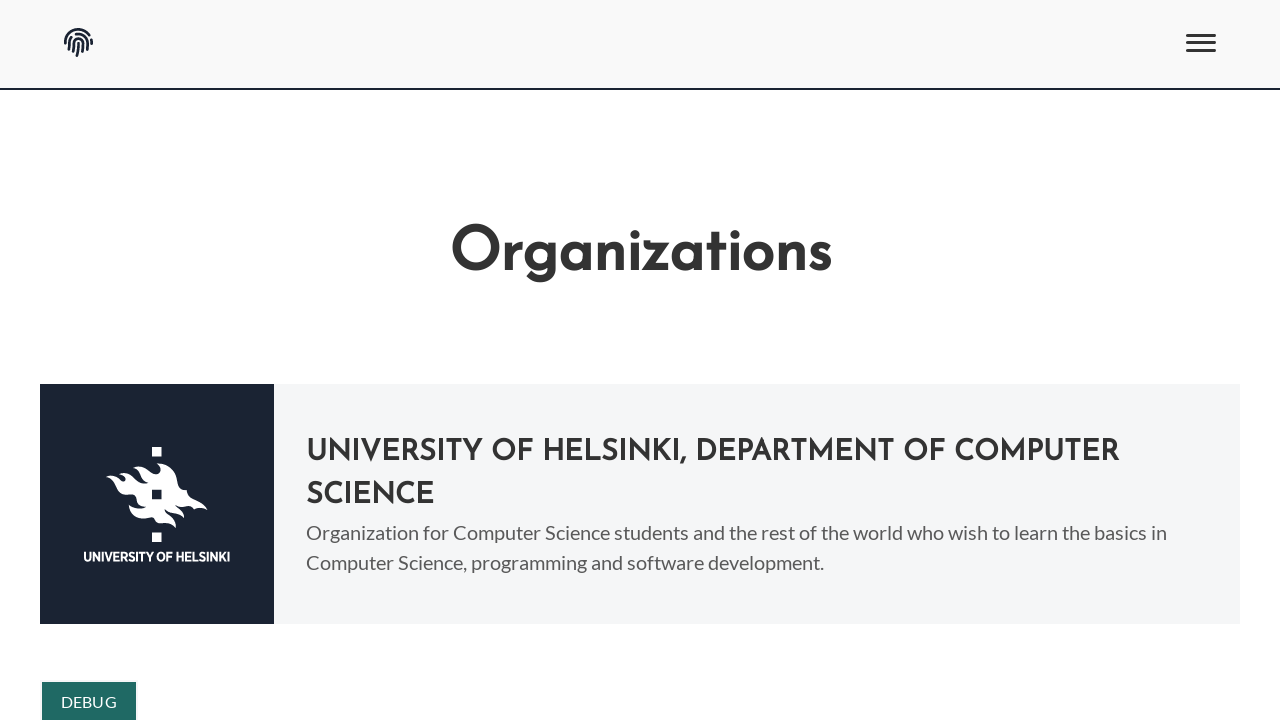 Organizations
UNIVERSITY OF HELSINKI, DEPARTMENT OF COMPUTER
SCIENCE
Organization for Computer Science students and the rest of the world who wish to learn the basics in
Computer Science, programming and software development.
UNIVERSITY OF HELSINKI
DEBUG